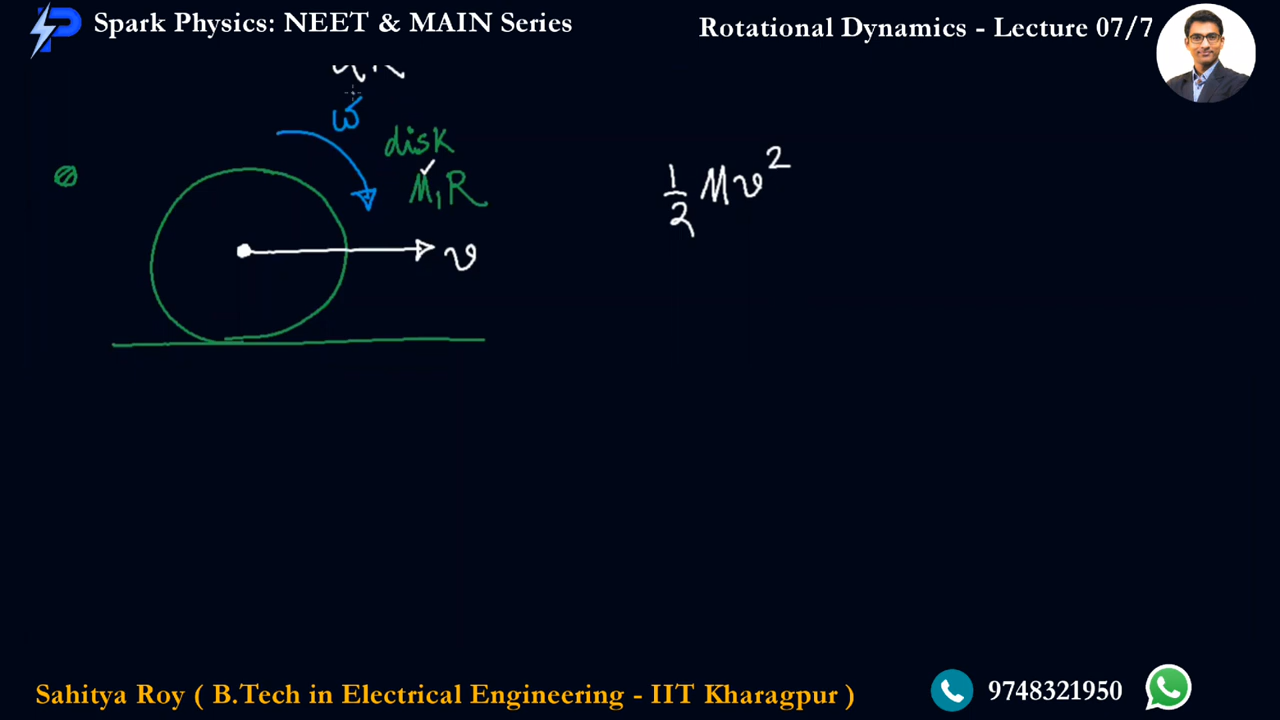 Spark Physics: NEET & MAIN Series
Rotational Dynamics - Lecture 07/7
ω
disk
M, R
v
1/2 Mv²
Sahitya Roy ( B.Tech in Electrical Engineering - IIT Kharagpur )
9748321950